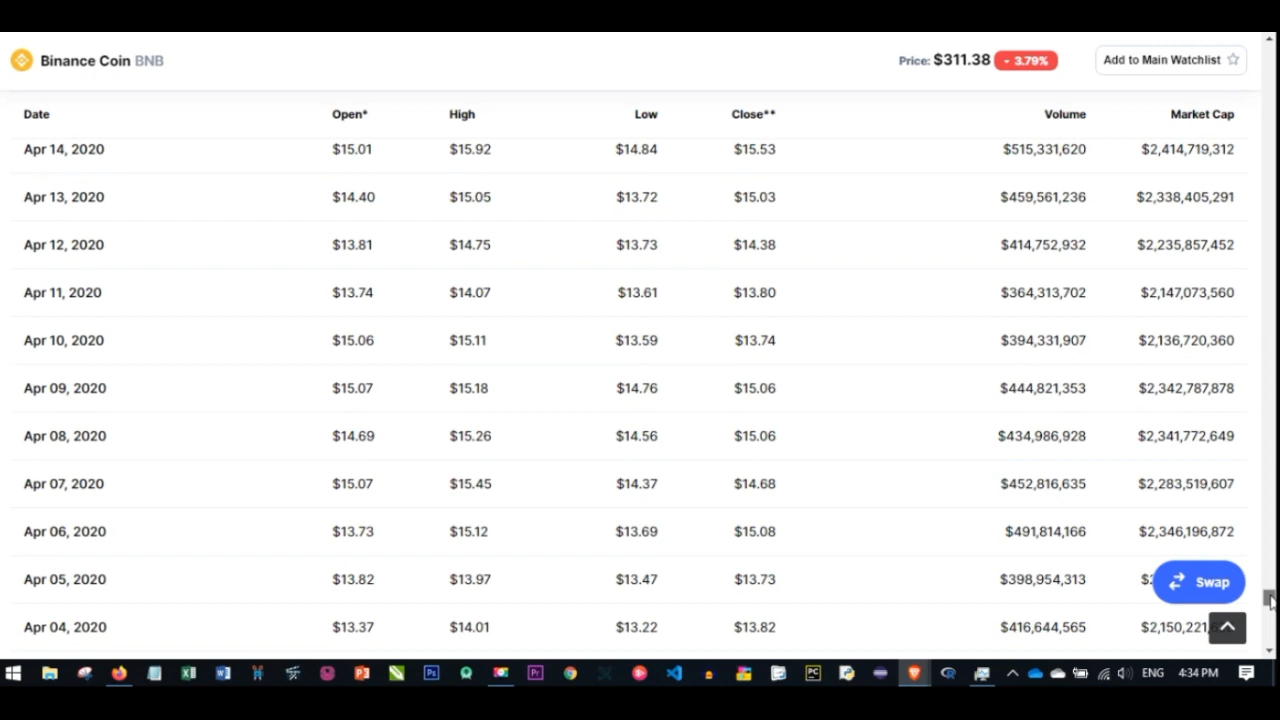 Binance Coin BNB Price: $311.38 3.79% Add to Main Watchlist
Date Open* High Low Close** Volume Market Cap
Apr 14, 2020 $15.01 $15.92 $14.84 $15.53 $515,331,620 $2,414,719,312
Apr 13, 2020 $14.40 $15.05 $13.72 $15.03 $459,561,236 $2,338,405,291
Apr 12, 2020 $13.81 $14.75 $13.73 $14.38 $414,752,932 $2,235,857,452
Apr 11, 2020 $13.74 $14.07 $13.61 $13.80 $364,313,702 $2,147,073,560
Apr 10, 2020 $15.06 $15.11 $13.59 $13.74 $394,331,907 $2,136,720,360
Apr 09, 2020 $15.07 $15.18 $14.76 $15.06 $444,821,353 $2,342,787,878
Apr 08, 2020 $14.69 $15.26 $14.56 $15.06 $434,986,928 $2,341,772,649
Apr 07, 2020 $15.07 $15.45 $14.37 $14.68 $452,816,635 $2,283,519,607
Apr 06, 2020 $13.73 $15.12 $13.69 $15.08 $491,814,166 $2,346,196,872
Apr 05, 2020 $13.82 $13.97 $13.47 $13.73 $398,954,313 Swap
Apr 04, 2020 $13.37 $14.01 $13.22 $13.82 $416,644,565
ENG 4:34 PM